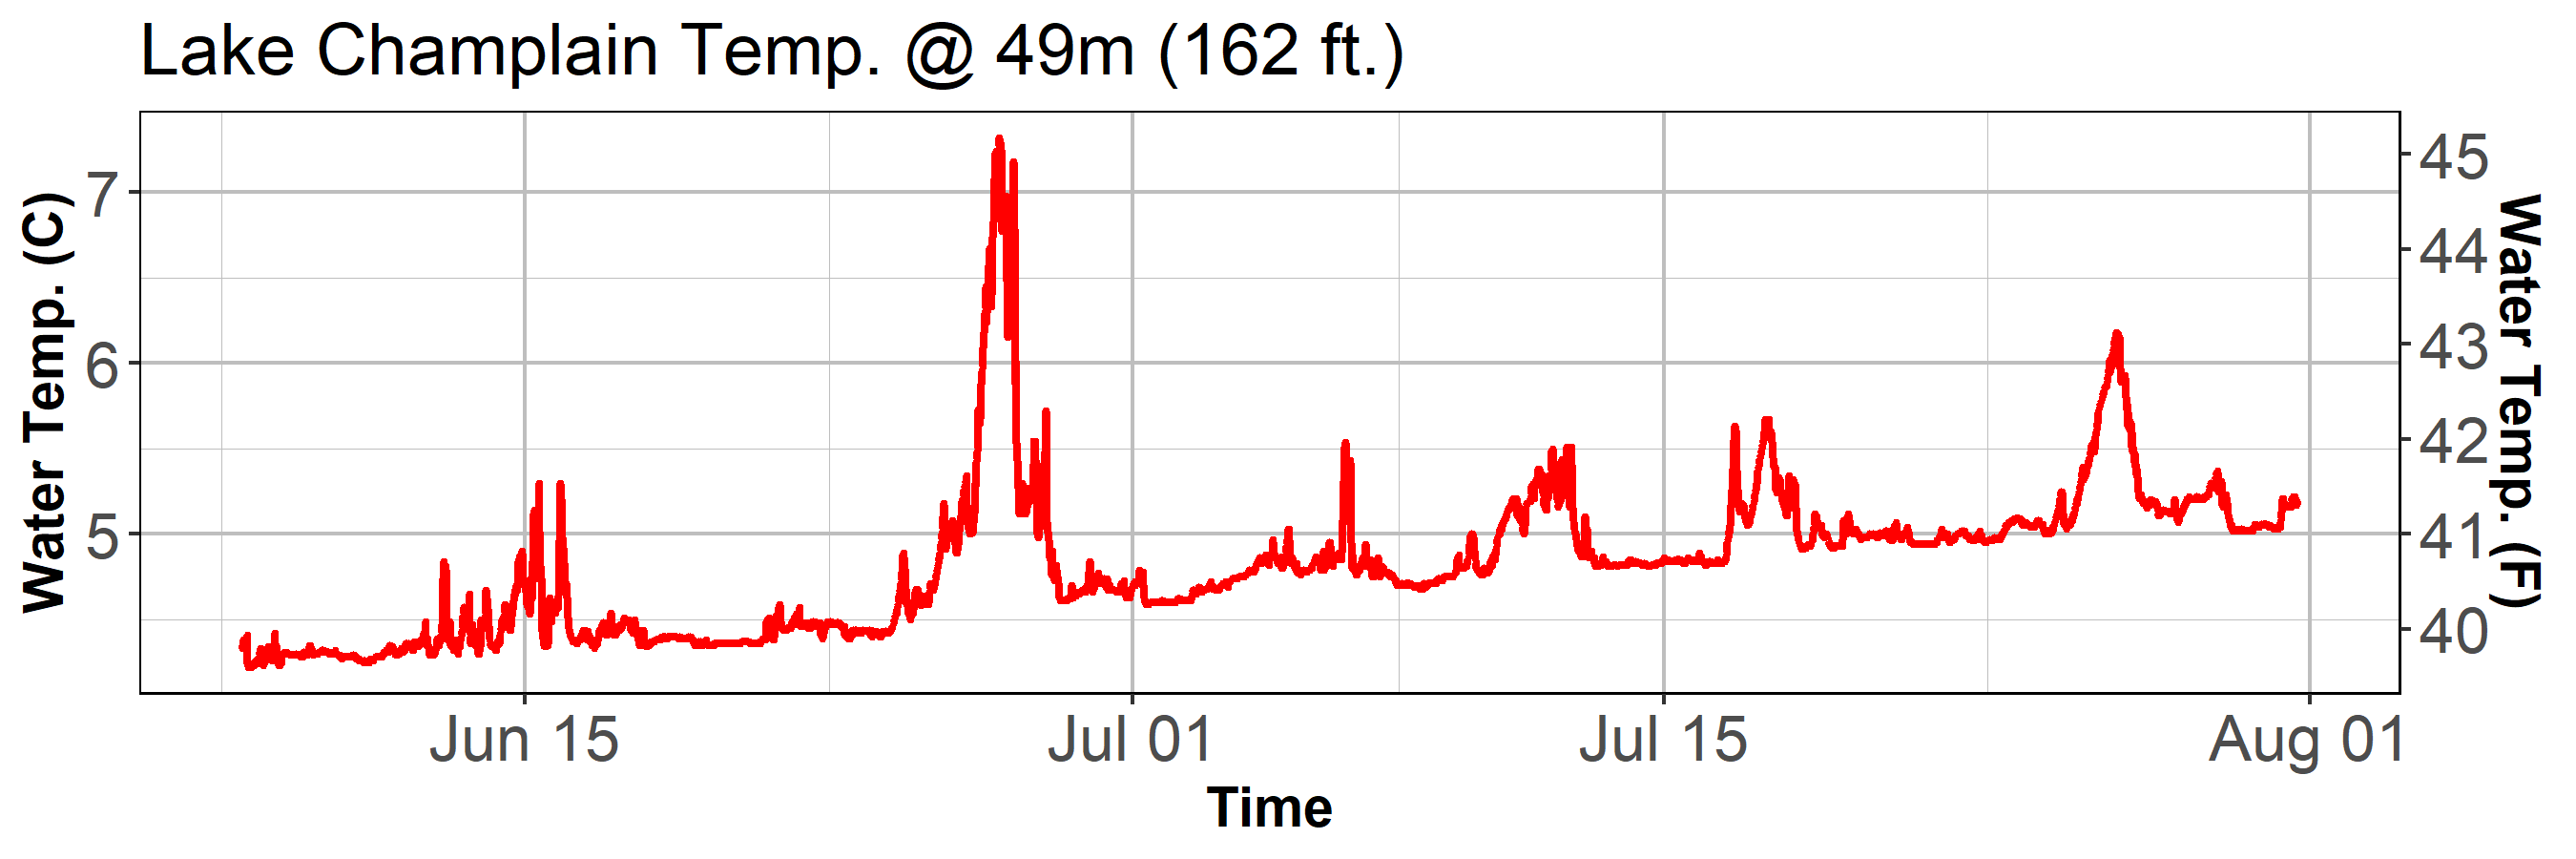 Lake Champlain Temp. @ 49m (162 ft.)
Water Temp. (C)
7
6
5
45
44
43
42
41
40
Water Temp. (F)
Jun 15 Jul 01 Jul 15 Aug 01
Time